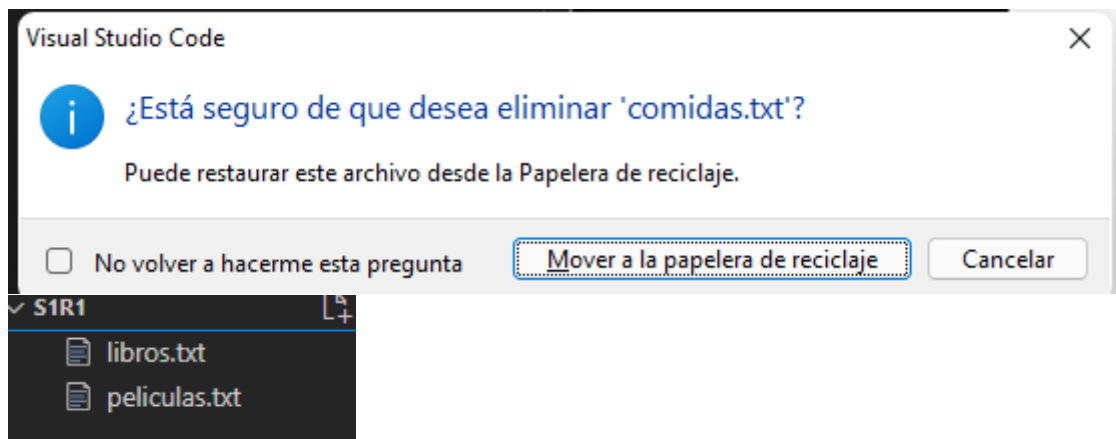 Visual Studio Code
¿Está seguro de que desea eliminar 'comidas.txt'?
Puede restaurar este archivo desde la Papelera de reciclaje.
No volver a hacerme esta pregunta
Mover a la papelera de reciclaje
Cancelar
S1R1
libros.txt
peliculas.txt